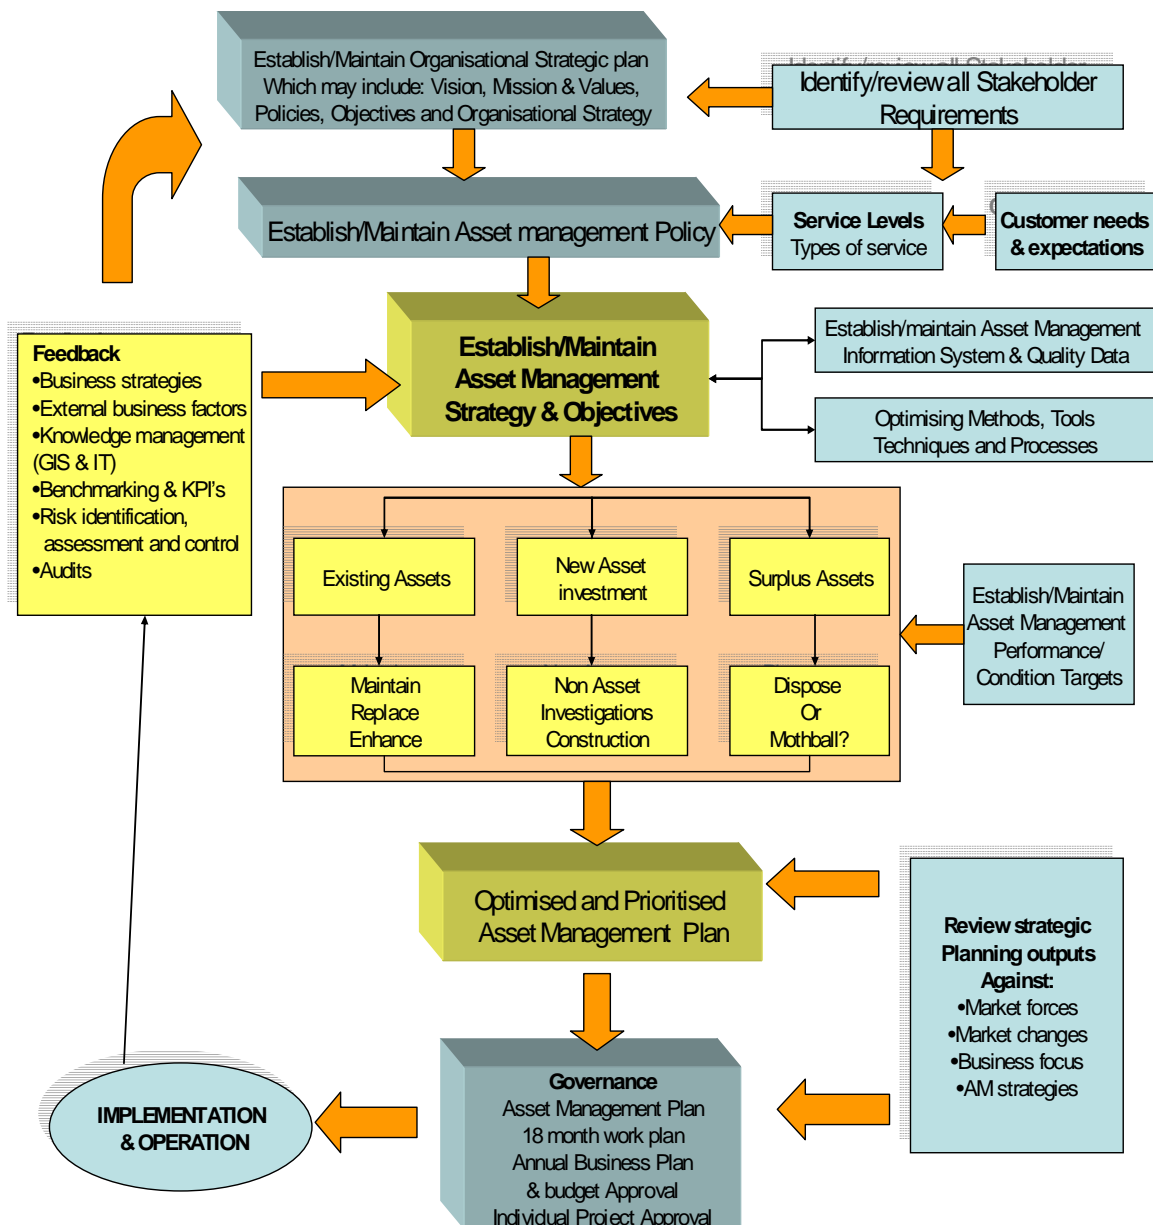 Establish/Maintain Organisational Strategic plan
Which may include: Vision, Mission & Values,
Policies, Objectives and Organisational Strategy
Identify/review all Stakeholder
Requirements
Establish/Maintain Asset management Policy
Service Levels
Types of service
Customer needs
& expectations
Establish/Maintain
Asset Management
Strategy & Objectives
Establish/maintain Asset Management
Information System & Quality Data
Optimising Methods, Tools
Techniques and Processes
Feedback
•Business strategies
•External business factors
•Knowledge management
(GIS & IT)
•Benchmarking & KPI's
•Risk identification,
assessment and control
•Audits
Existing Assets
New Asset
investment
Surplus Assets
Maintain
Replace
Enhance
Non Asset
Investigations
Construction
Dispose
Or
Mothball?
Establish/Maintain
Asset Management
Performance/
Condition Targets
Optimised and Prioritised
Asset Management Plan
Review strategic
Planning outputs
Against:
•Market forces
•Market changes
•Business focus
•AM strategies
Governance
Asset Management Plan
18 month work plan
Annual Business Plan
& budget Approval
Individual Project Approval
IMPLEMENTATION
& OPERATION